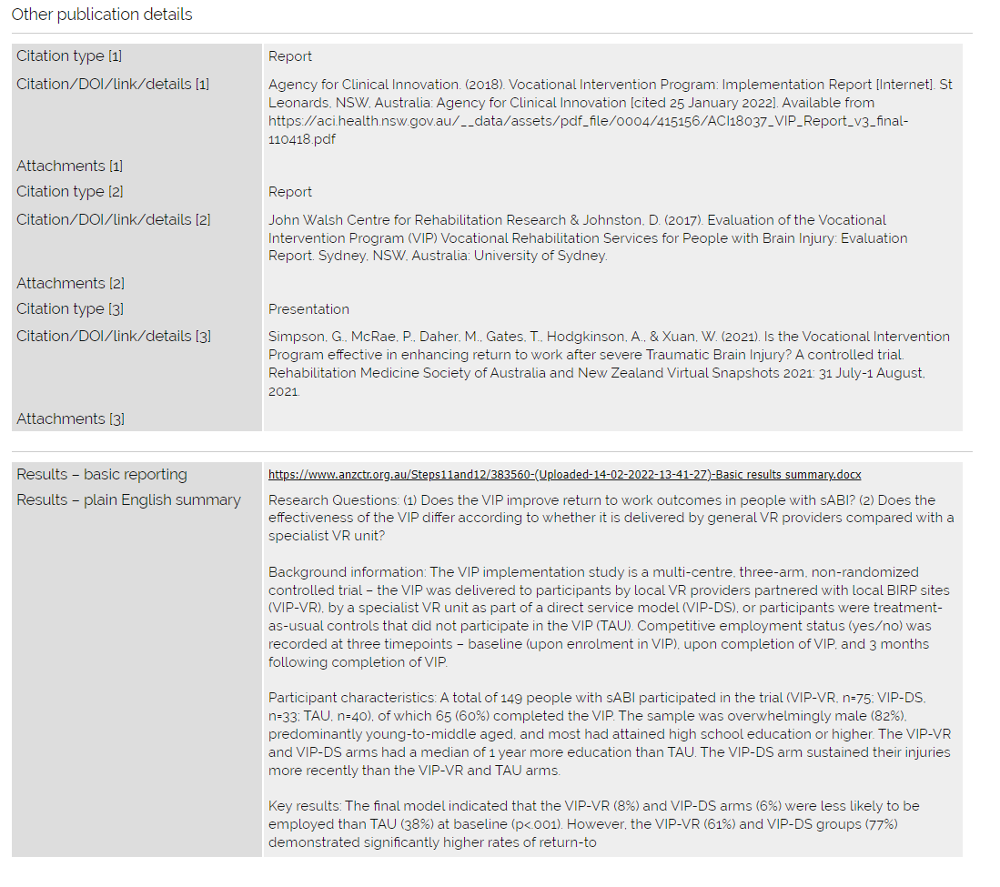 Other publication details
Citation type [1]
Report
Citation/DOI/link/details [1]
Agency for Clinical Innovation. (2018). Vocational Intervention Program: Implementation Report [Internet]. St
Leonards, NSW, Australia: Agency for Clinical Innovation [cited 25 January 2022]. Available from
https://aci.health.nsw.gov.au/__data/assets/pdf_file/0004/415156/ACI18037_VIP_Report_v3_final-
110418.pdf
Attachments [1]
Citation type [2]
Report
Citation/DOI/link/details [2]
John Walsh Centre for Rehabilitation Research & Johnston, D. (2017). Evaluation of the Vocational
Intervention Program (VIP) Vocational Rehabilitation Services for People with Brain Injury: Evaluation
Report. Sydney, NSW, Australia: University of Sydney.
Attachments [2]
Citation type [3]
Presentation
Citation/DOI/link/details [3]
Simpson, G., McRae, P., Daher, M., Gates, T., Hodgkinson, A., & Xuan, W. (2021). Is the Vocational Intervention
Program effective in enhancing return to work after severe Traumatic Brain Injury? A controlled trial.
Rehabilitation Medicine Society of Australia and New Zealand Virtual Snapshots 2021: 31 July-1 August,
2021.
Attachments [3]
Results – basic reporting
https://www.anzctr.org.au/Steps11and12/383560-(Uploaded-14-02-2022-13-41-27)-Basic results summary.docx
Results – plain English summary
Research Questions: (1) Does the VIP improve return to work outcomes in people with sABI? (2) Does the
effectiveness of the VIP differ according to whether it is delivered by general VR providers compared with a
specialist VR unit?
Background information: The VIP implementation study is a multi-centre, three-arm, non-randomized
controlled trial – the VIP was delivered to participants by local VR providers partnered with local BIRP sites
(VIP-VR), by a specialist VR unit as part of a direct service model (VIP-DS), or participants were treatment-
as-usual controls that did not participate in the VIP (TAU). Competitive employment status (yes/no) was
recorded at three timepoints – baseline (upon enrolment in VIP), upon completion of VIP, and 3 months
following completion of VIP.
Participant characteristics: A total of 149 people with sABI participated in the trial (VIP-VR, n=75; VIP-DS,
n=33; TAU, n=40), of which 65 (60%) completed the VIP. The sample was overwhelmingly male (82%),
predominantly young-to-middle aged, and most had attained high school education or higher. The VIP-VR
and VIP-DS arms had a median of 1 year more education than TAU. The VIP-DS arm sustained their injuries
more recently than the VIP-VR and TAU arms.
Key results: The final model indicated that the VIP-VR (8%) and VIP-DS arms (6%) were less likely to be
employed than TAU (38%) at baseline (p<.001). However, the VIP-VR (61%) and VIP-DS groups (77%)
demonstrated significantly higher rates of return-to